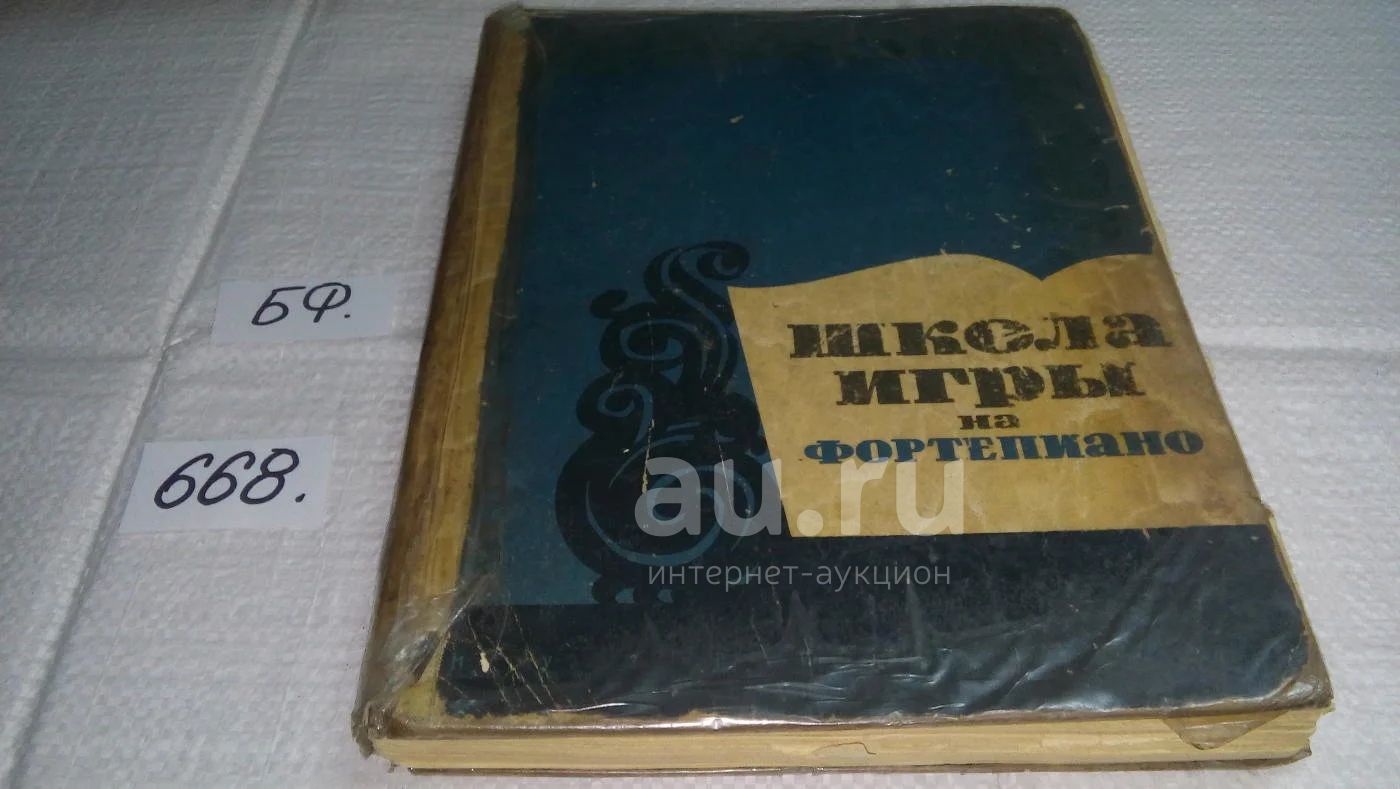 БФ.
668.
ШКОЛА
ИГРЫ
на
ФОРТЕПИАНО
au.ru
интернет-аукцион